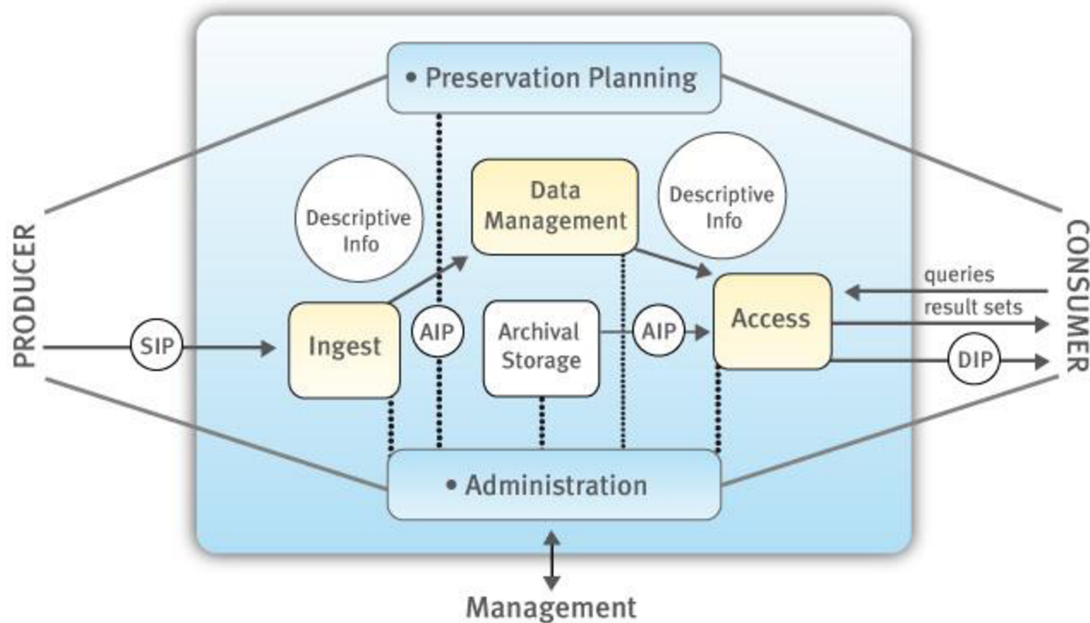 • Preservation Planning
Descriptive
Info
Data
Management
Descriptive
Info
PRODUCER
CONSUMER
queries
result sets
SIP
Ingest
AIP
Archival
Storage
AIP
Access
DIP
• Administration
Management